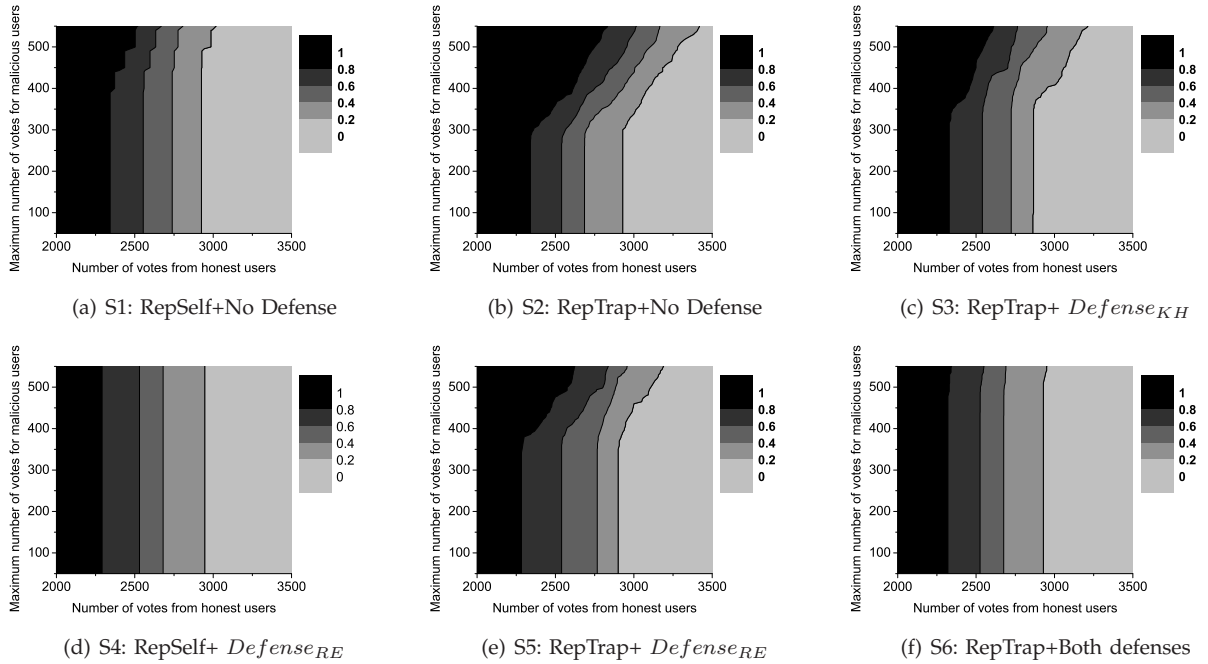 Maximum number of votes for malicious users
500
400
300
200
100
2000 2500 3000 3500
Number of votes from honest users
1
0.8
0.6
0.4
0.2
0
(a) S1: RepSelf+No Defense
Maximum number of votes for malicious users
500
400
300
200
100
2000 2500 3000 3500
Number of votes from honest users
1
0.8
0.6
0.4
0.2
0
(b) S2: RepTrap+No Defense
Maximum number of votes for malicious users
500
400
300
200
100
2000 2500 3000 3500
Number of votes from honest users
1
0.8
0.6
0.4
0.2
0
(c) S3: RepTrap+ Defense_KH
Maximum number of votes for malicious users
500
400
300
200
100
2000 2500 3000 3500
Number of votes from honest users
1
0.8
0.6
0.4
0.2
0
(d) S4: RepSelf+ Defense_RE
Maximum number of votes for malicious users
500
400
300
200
100
2000 2500 3000 3500
Number of votes from honest users
1
0.8
0.6
0.4
0.2
0
(e) S5: RepTrap+ Defense_RE
Maximum number of votes for malicious users
500
400
300
200
100
2000 2500 3000 3500
Number of votes from honest users
1
0.8
0.6
0.4
0.2
0
(f) S6: RepTrap+Both defenses